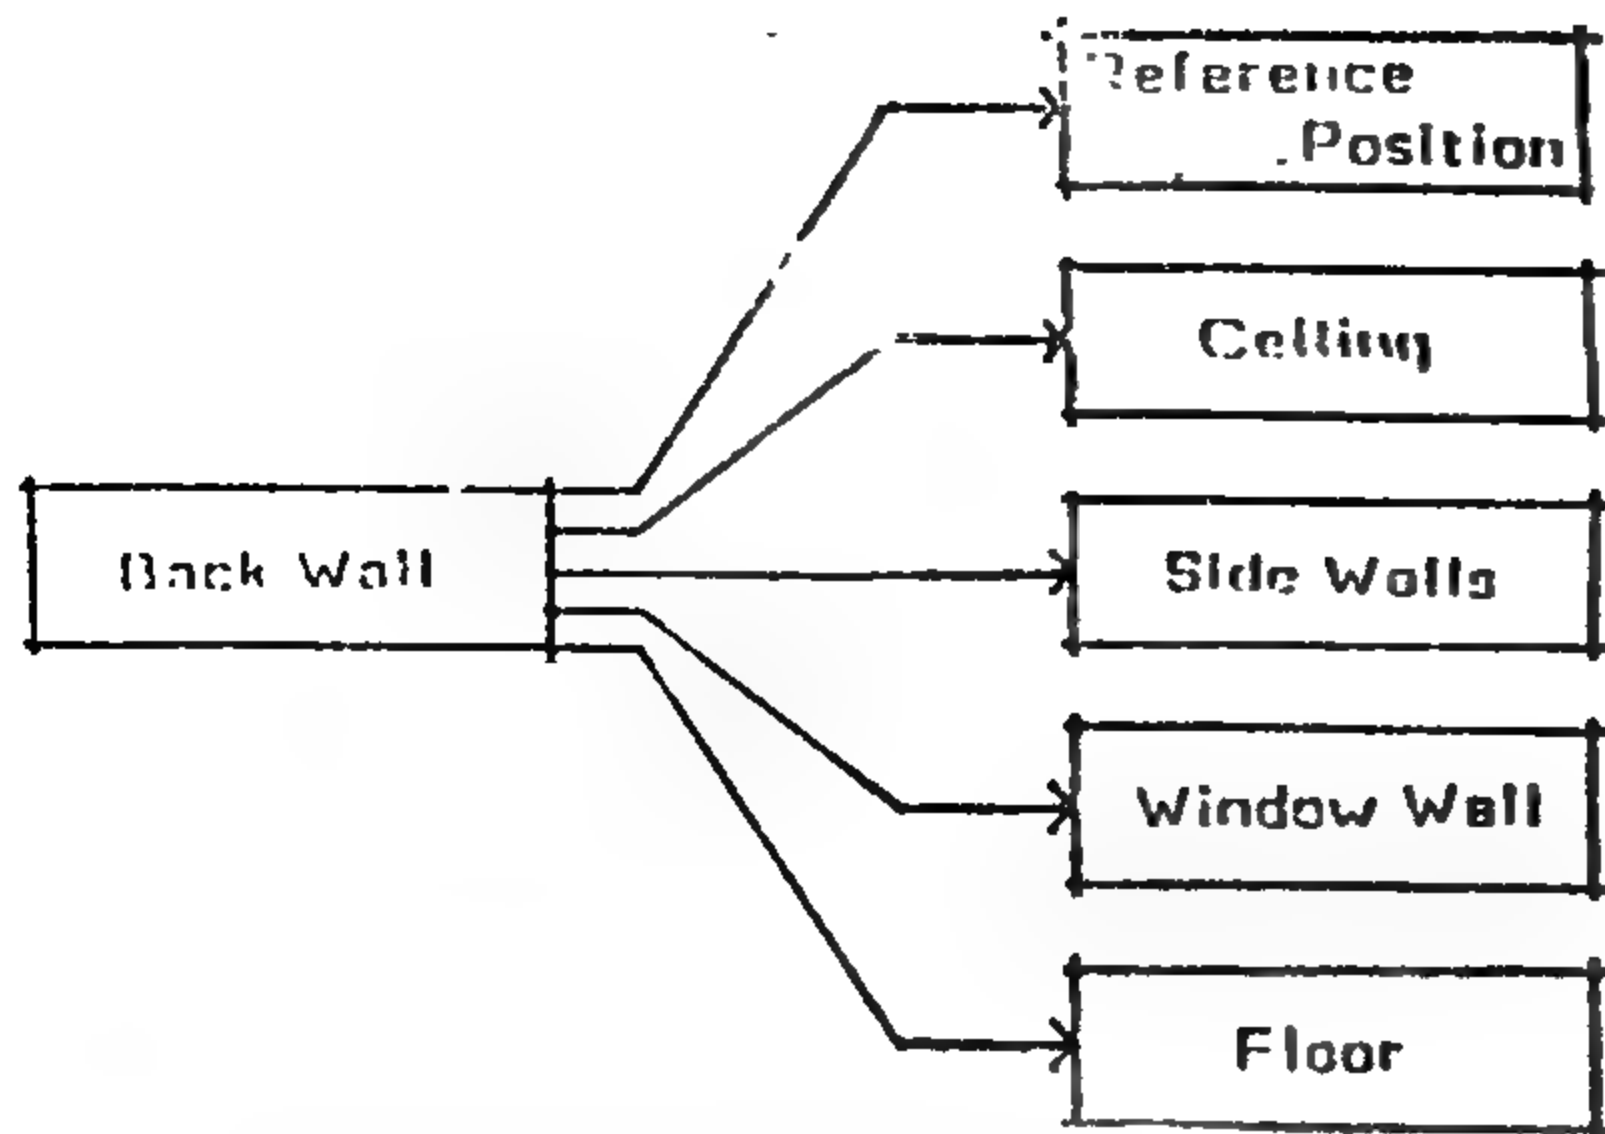 Reference
Position
Ceiling
Back Wall
Side Walls
Window Wall
Floor